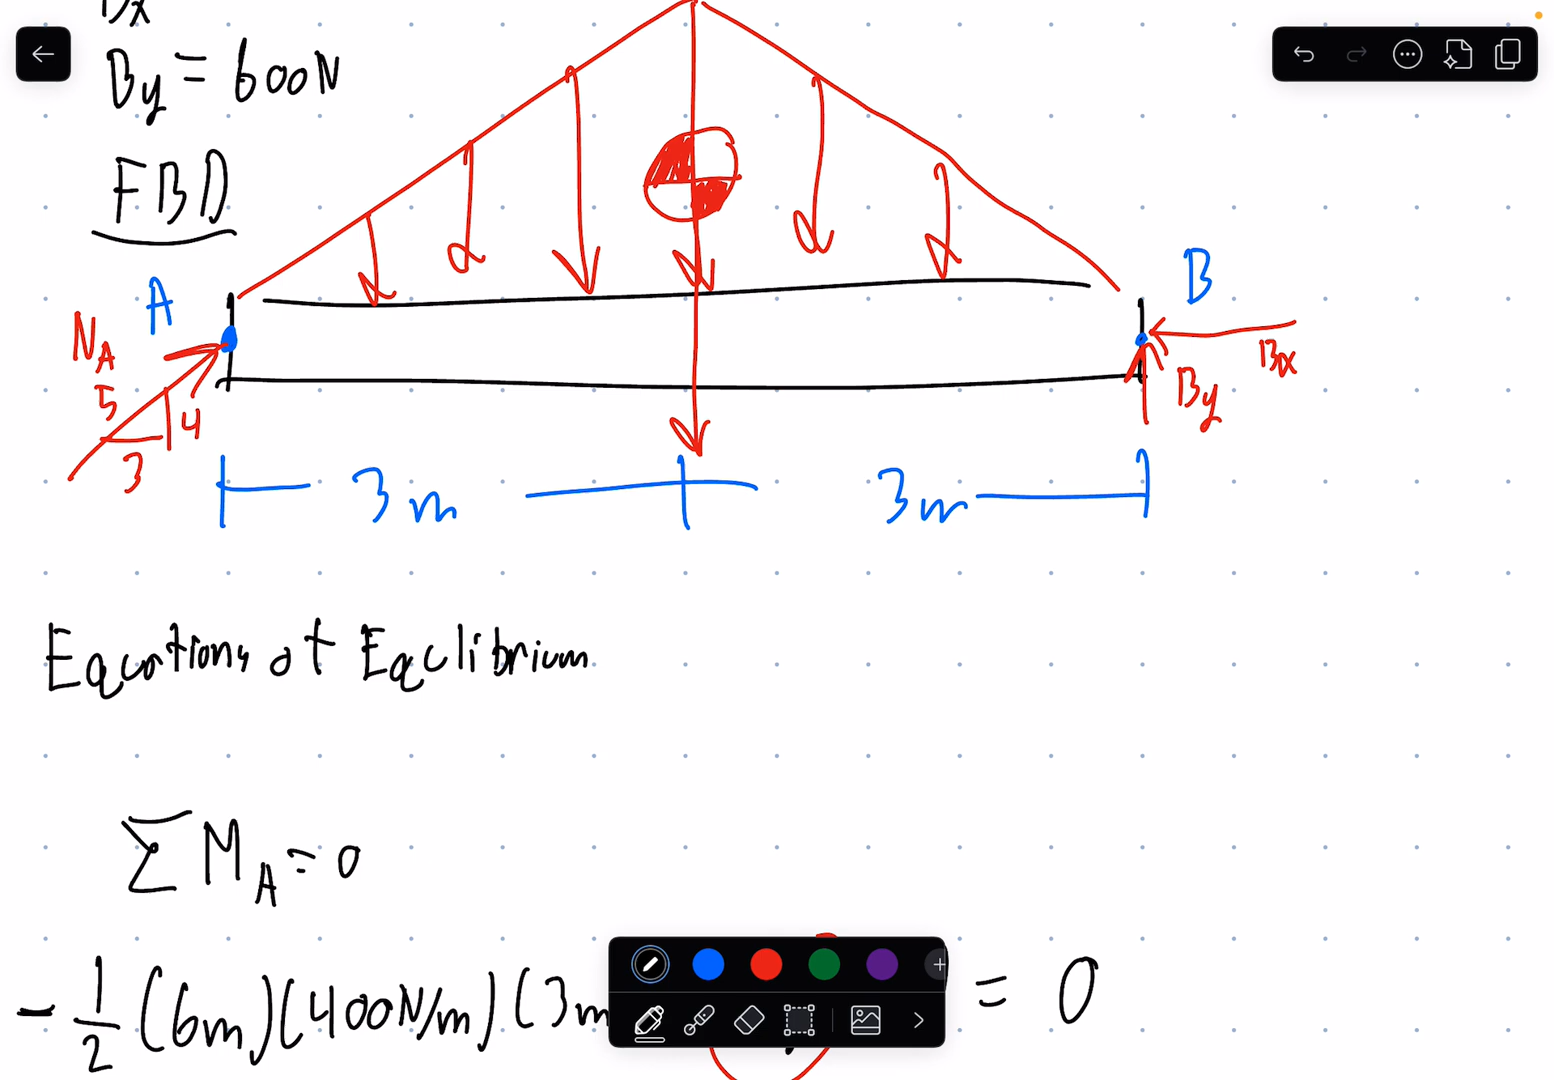 Bx
By = 600N
FBD
A
B
NA
5
4
3
Bx
By
3m
3m
Equations of Equlibrium
ΣMA=0
-1/2 (6m)(400N/m)(3m = 0